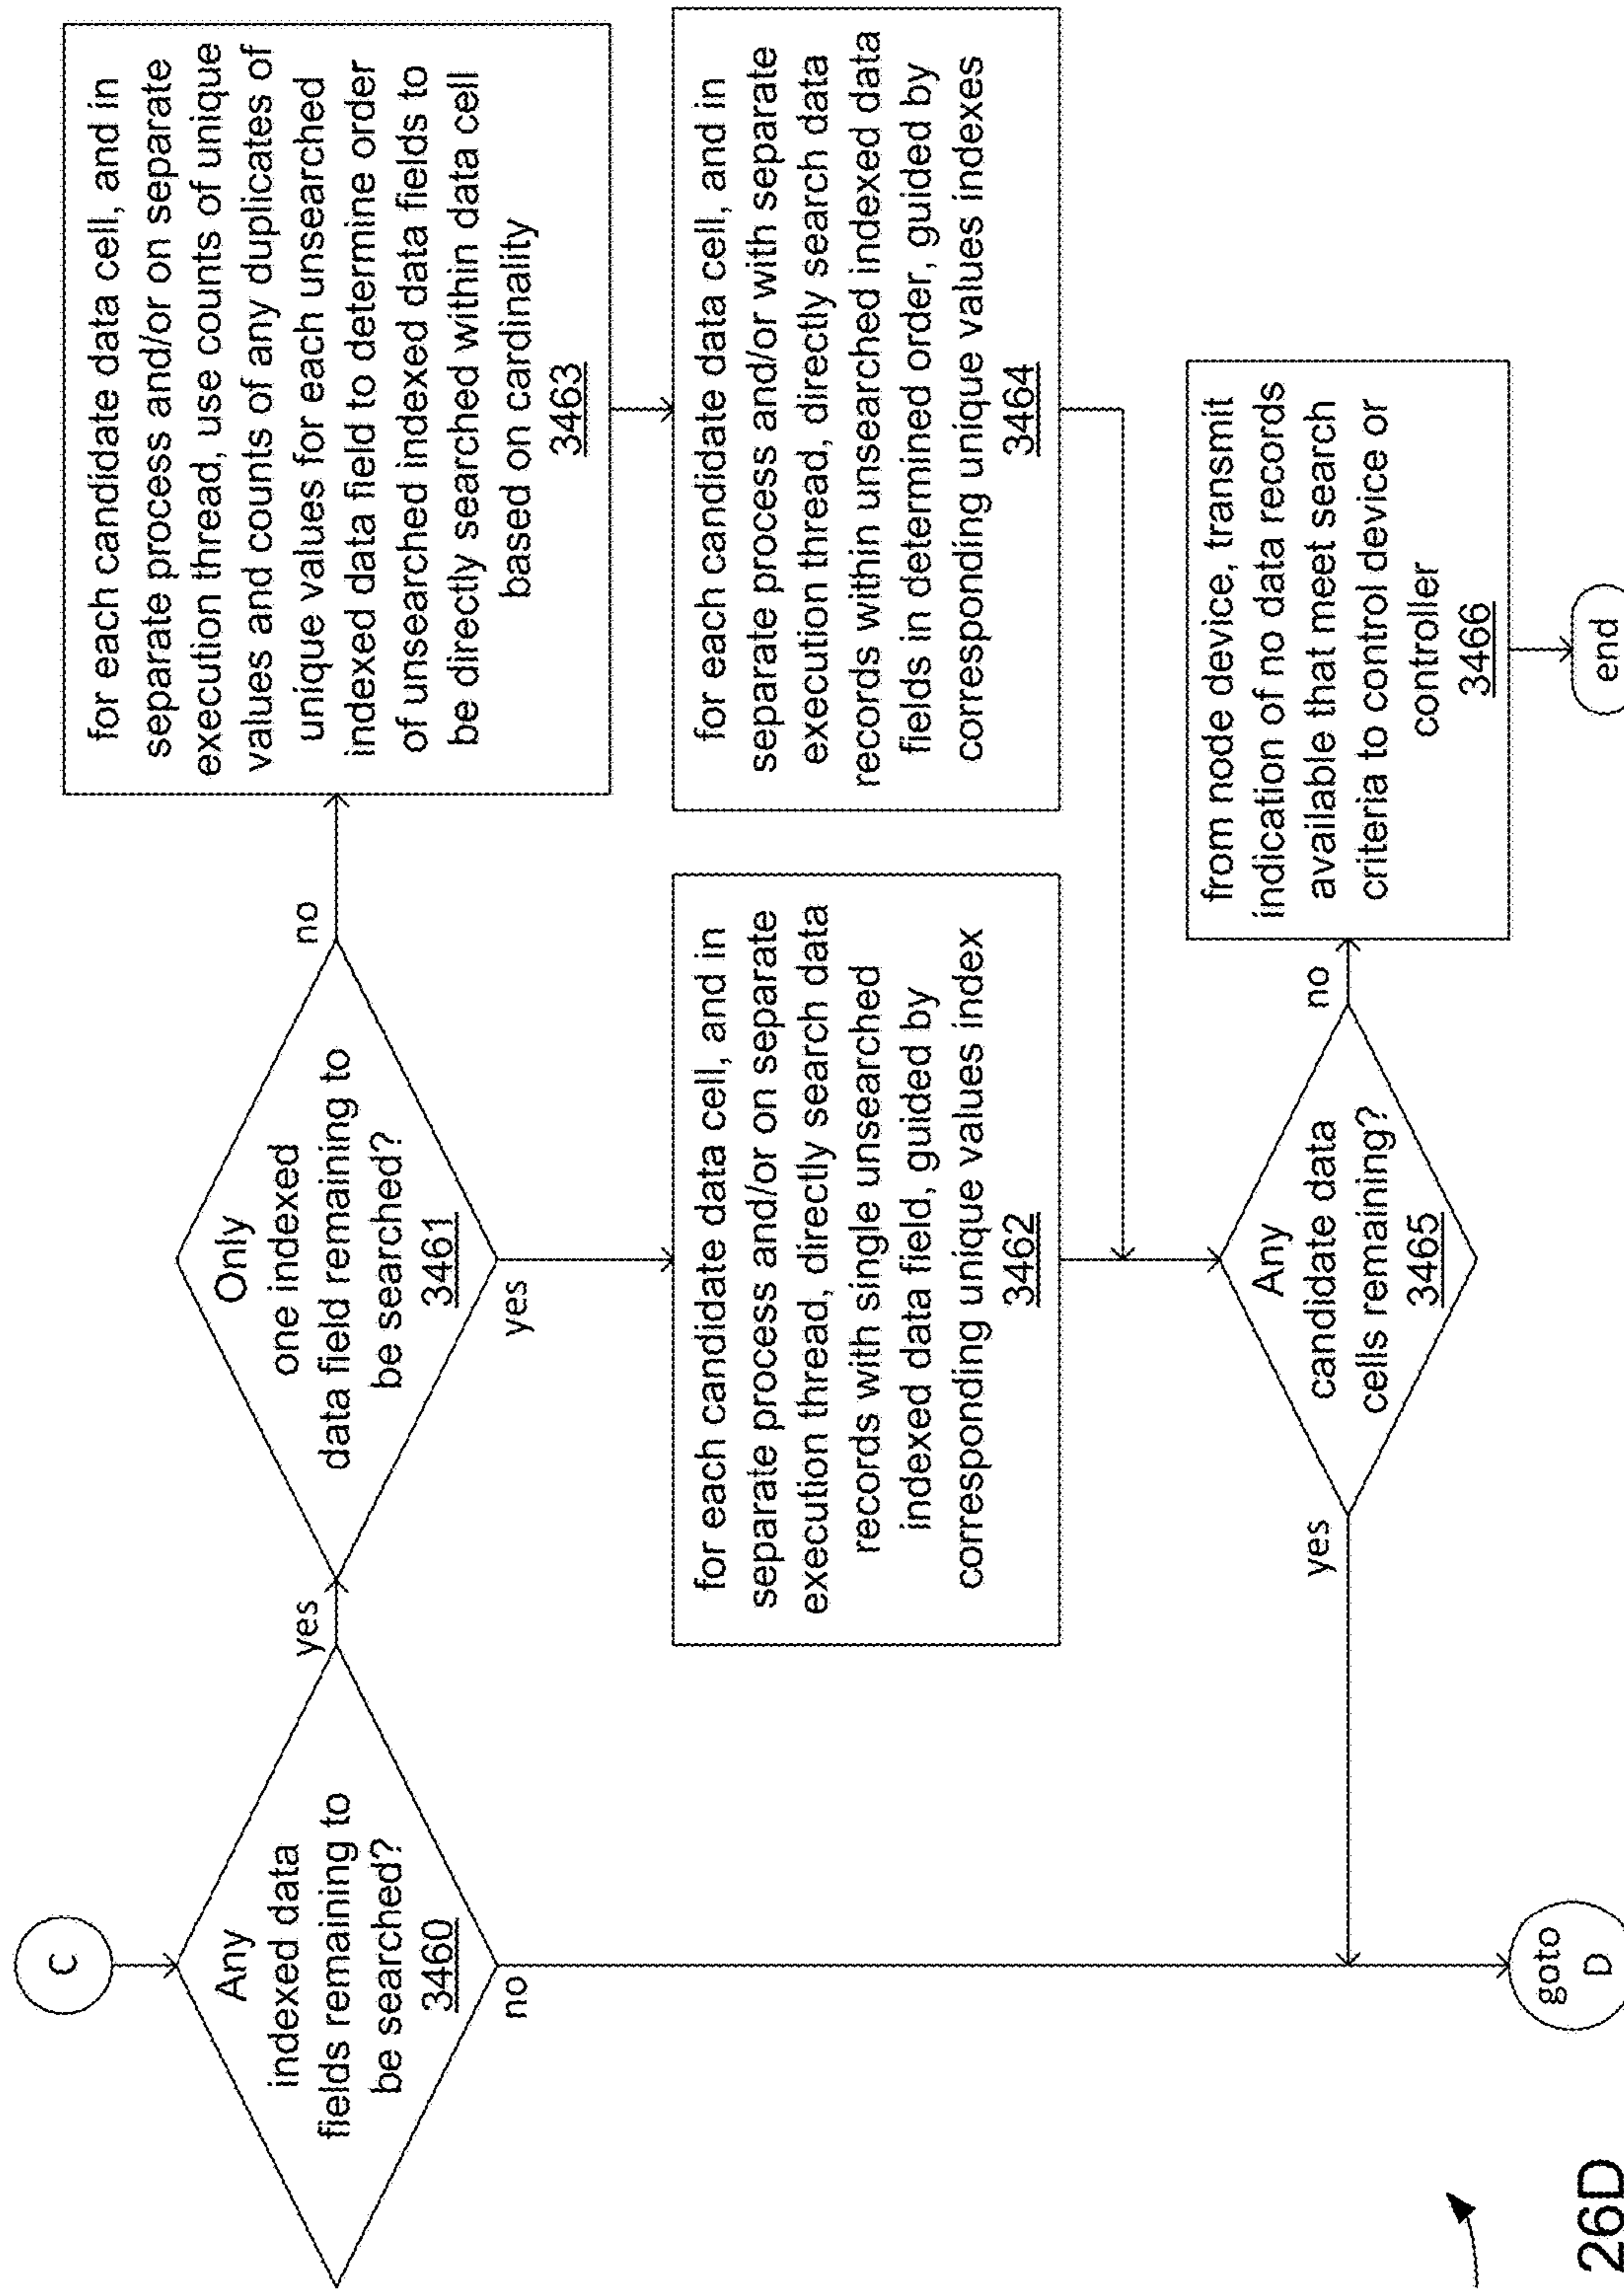 C
Any
indexed data
fields remaining to
be searched?
3460
yes
no
Only
one indexed
data field remaining to
be searched?
3461
no
yes
for each candidate data cell, and in
separate process and/or on separate
execution thread, use counts of unique
values and counts of any duplicates of
unique values for each unsearched
indexed data field to determine order
of unsearched indexed data fields to
be directly searched within data cell
based on cardinality
3463
for each candidate data cell, and in
separate process and/or on separate
execution thread, directly search data
records with single unsearched
indexed data field, guided by
corresponding unique values index
3462
for each candidate data cell, and in
separate process and/or with separate
execution thread, directly search data
records within unsearched indexed data
fields in determined order, guided by
corresponding unique values indexes
3464
Any
candidate data
cells remaining?
3465
yes
no
from node device, transmit
indication of no data records
available that meet search
criteria to control device or
controller
3466
goto
D
end
26D